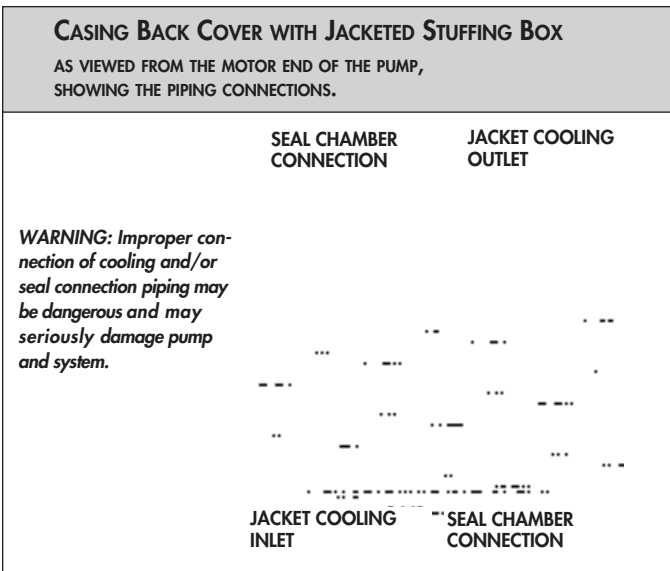 CASING BACK COVER WITH JACKETED STUFFING BOX
AS VIEWED FROM THE MOTOR END OF THE PUMP,
SHOWING THE PIPING CONNECTIONS.
SEAL CHAMBER
CONNECTION
JACKET COOLING
OUTLET
WARNING: Improper con-
nection of cooling and/or
seal connection piping may
be dangerous and may
seriously damage pump
and system.
JACKET COOLING
INLET
SEAL CHAMBER
CONNECTION